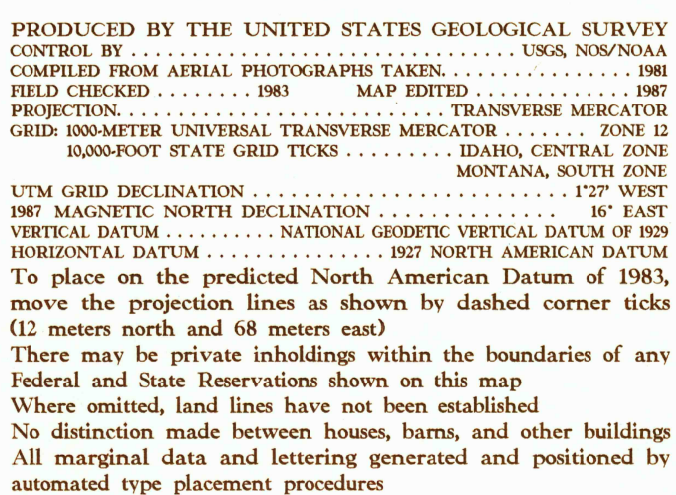 PRODUCED BY THE UNITED STATES GEOLOGICAL SURVEY
CONTROL BY . . . . . . . . . . . . . . . . . . . . . . . . . . . . . . . . . USGS, NOS/NOAA
COMPILED FROM AERIAL PHOTOGRAPHS TAKEN. . . . . . . . . . . . . . . . . 1981
FIELD CHECKED . . . . . . . . 1983 MAP EDITED . . . . . . . . . . . . . 1987
PROJECTION. . . . . . . . . . . . . . . . . . . . . . . . . . . . TRANSVERSE MERCATOR
GRID: 1000-METER UNIVERSAL TRANSVERSE MERCATOR . . . . . . . ZONE 12
10,000-FOOT STATE GRID TICKS . . . . . . . . . IDAHO, CENTRAL ZONE
MONTANA, SOUTH ZONE
UTM GRID DECLINATION . . . . . . . . . . . . . . . . . . . . . . . . . . . 1°27' WEST
1987 MAGNETIC NORTH DECLINATION . . . . . . . . . . . . . . . 16° EAST
VERTICAL DATUM . . . . . . . . . NATIONAL GEODETIC VERTICAL DATUM OF 1929
HORIZONTAL DATUM . . . . . . . . . . . . . . . 1927 NORTH AMERICAN DATUM
To place on the predicted North American Datum of 1983,
move the projection lines as shown by dashed corner ticks
(12 meters north and 68 meters east)
There may be private inholdings within the boundaries of any
Federal and State Reservations shown on this map
Where omitted, land lines have not been established
No distinction made between houses, barns, and other buildings
All marginal data and lettering generated and positioned by
automated type placement procedures